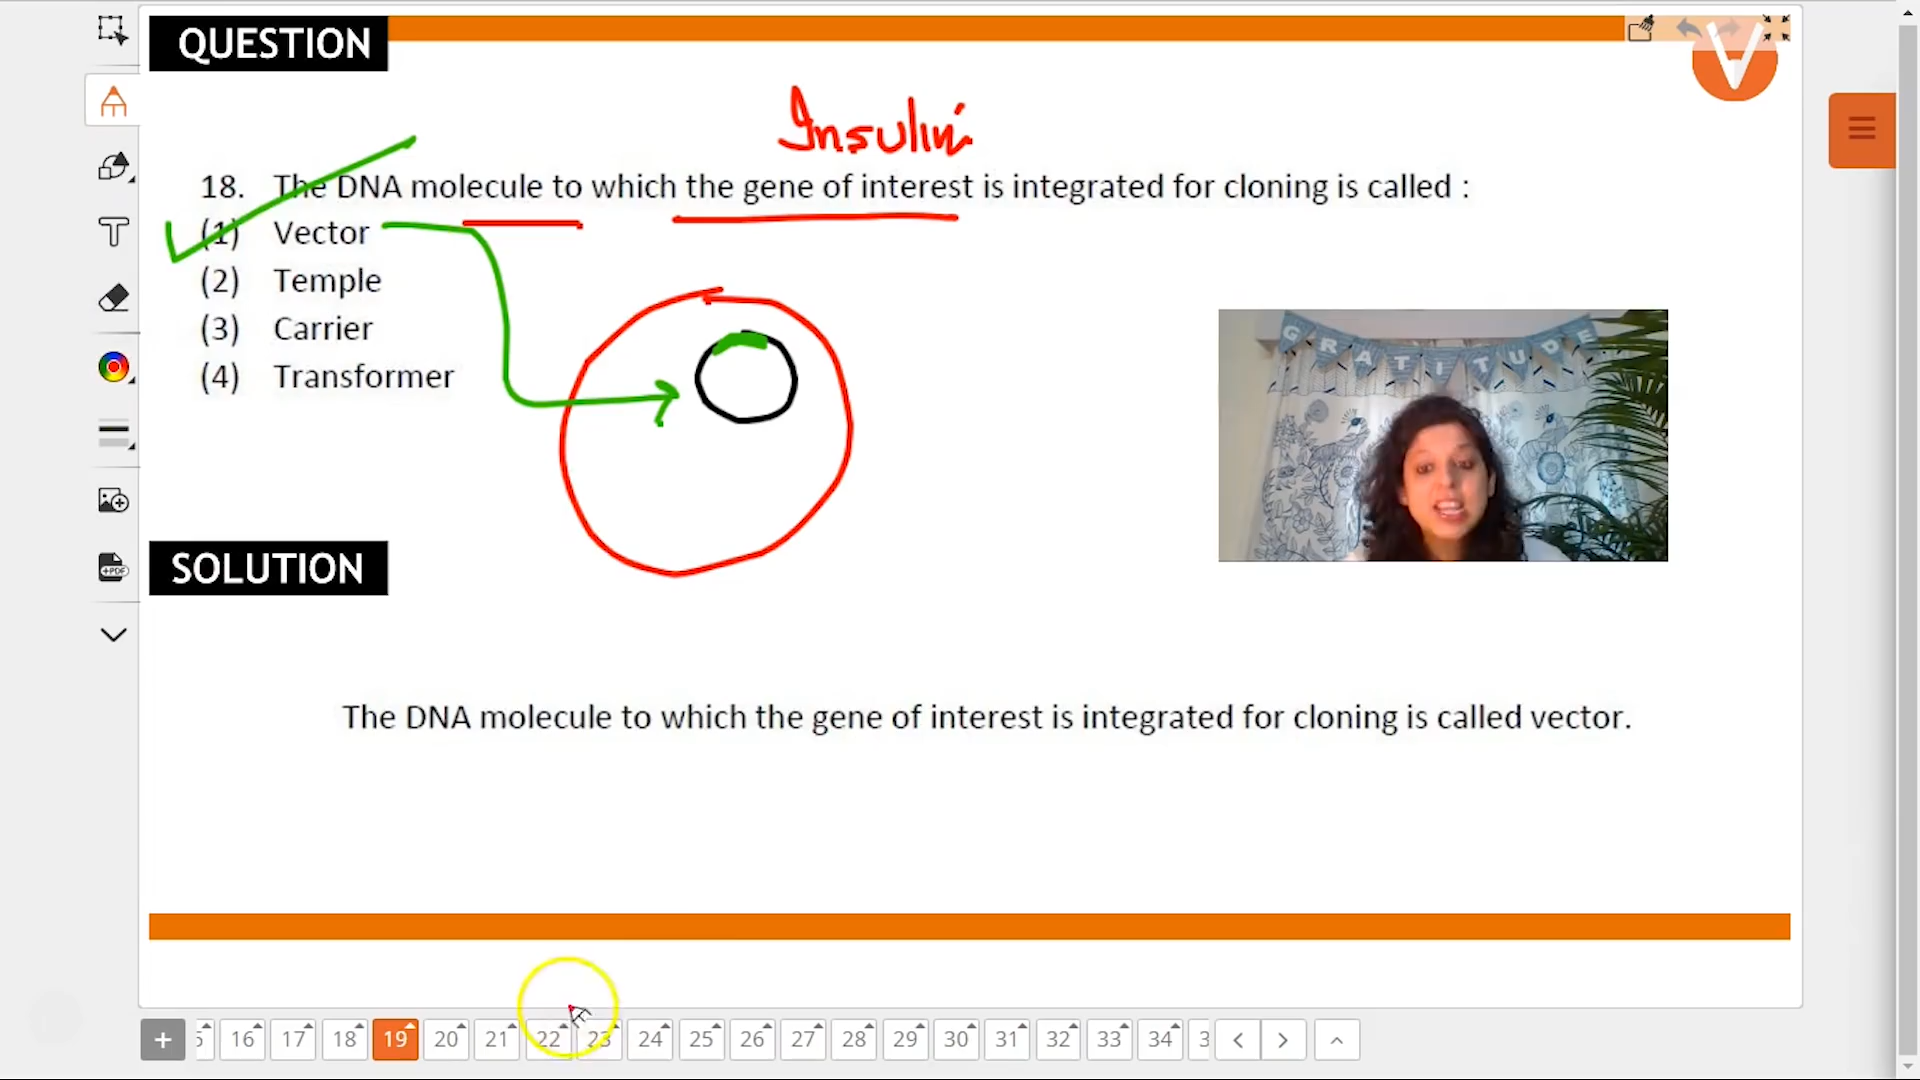 QUESTION
Insulin
18. The DNA molecule to which the gene of interest is integrated for cloning is called :
(1) Vector
(2) Temple
(3) Carrier
(4) Transformer
GRATITUDE
SOLUTION
The DNA molecule to which the gene of interest is integrated for cloning is called vector.
+PDF
16 17 18 19 20 21 22 23 24 25 26 27 28 29 30 31 32 33 34